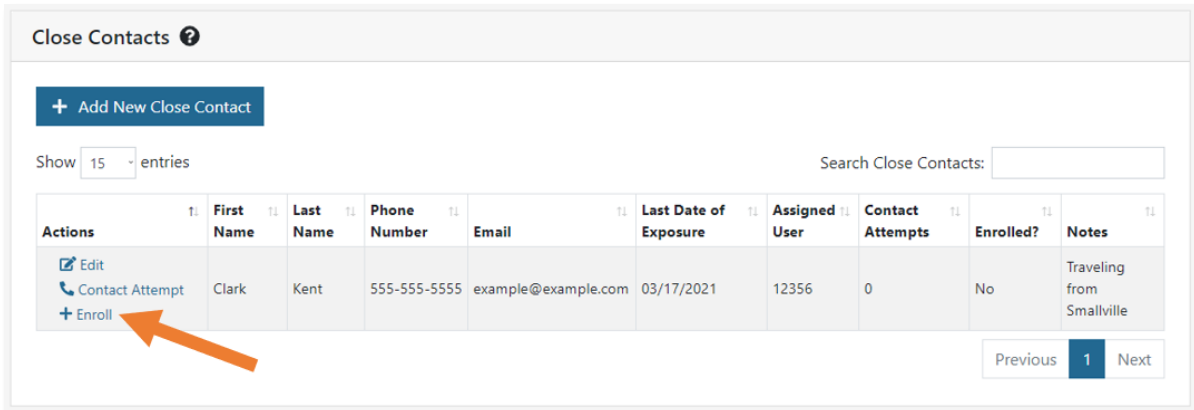 Close Contacts ?
+ Add New Close Contact
Show 15 entries
Search Close Contacts:
Actions First Name Last Name Phone Number Email Last Date of Exposure Assigned User Contact Attempts Enrolled? Notes
Edit
Contact Attempt
+ Enroll
Clark Kent 555-555-5555 example@example.com 03/17/2021 12356 0 No
Traveling
from
Smallville
Previous 1 Next